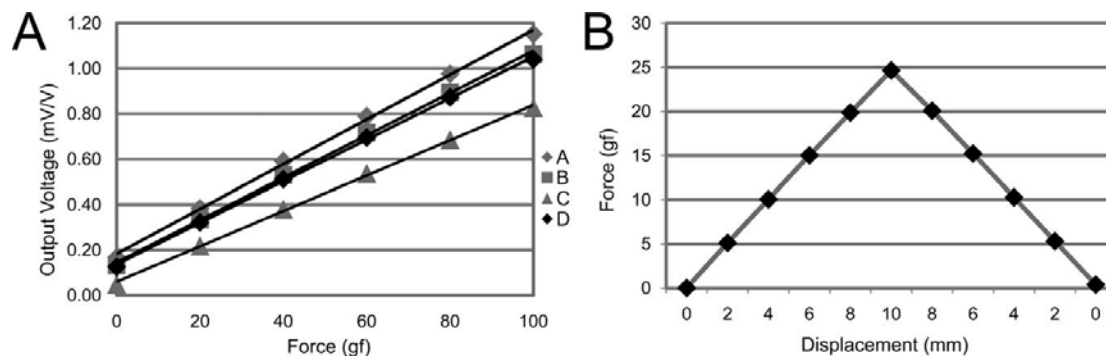 A
Output Voltage (mV/V)
1.20
1.00
0.80
0.60
0.40
0.20
0.00
0 20 40 60 80 100
Force (gf)
A
B
C
D
B
Force (gf)
30
25
20
15
10
5
0
0 2 4 6 8 10 8 6 4 2 0
Displacement (mm)